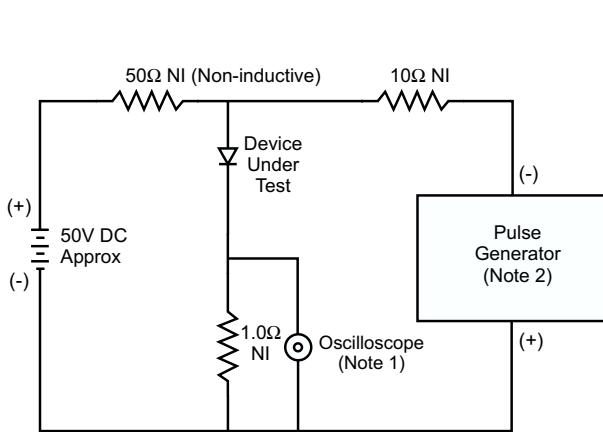 50Ω NI (Non-inductive)
10Ω NI
Device
Under
Test
(-)
(+)
50V DC
Approx
(-)
Pulse
Generator
(Note 2)
1.0Ω
NI
Oscilloscope
(Note 1)
(+)